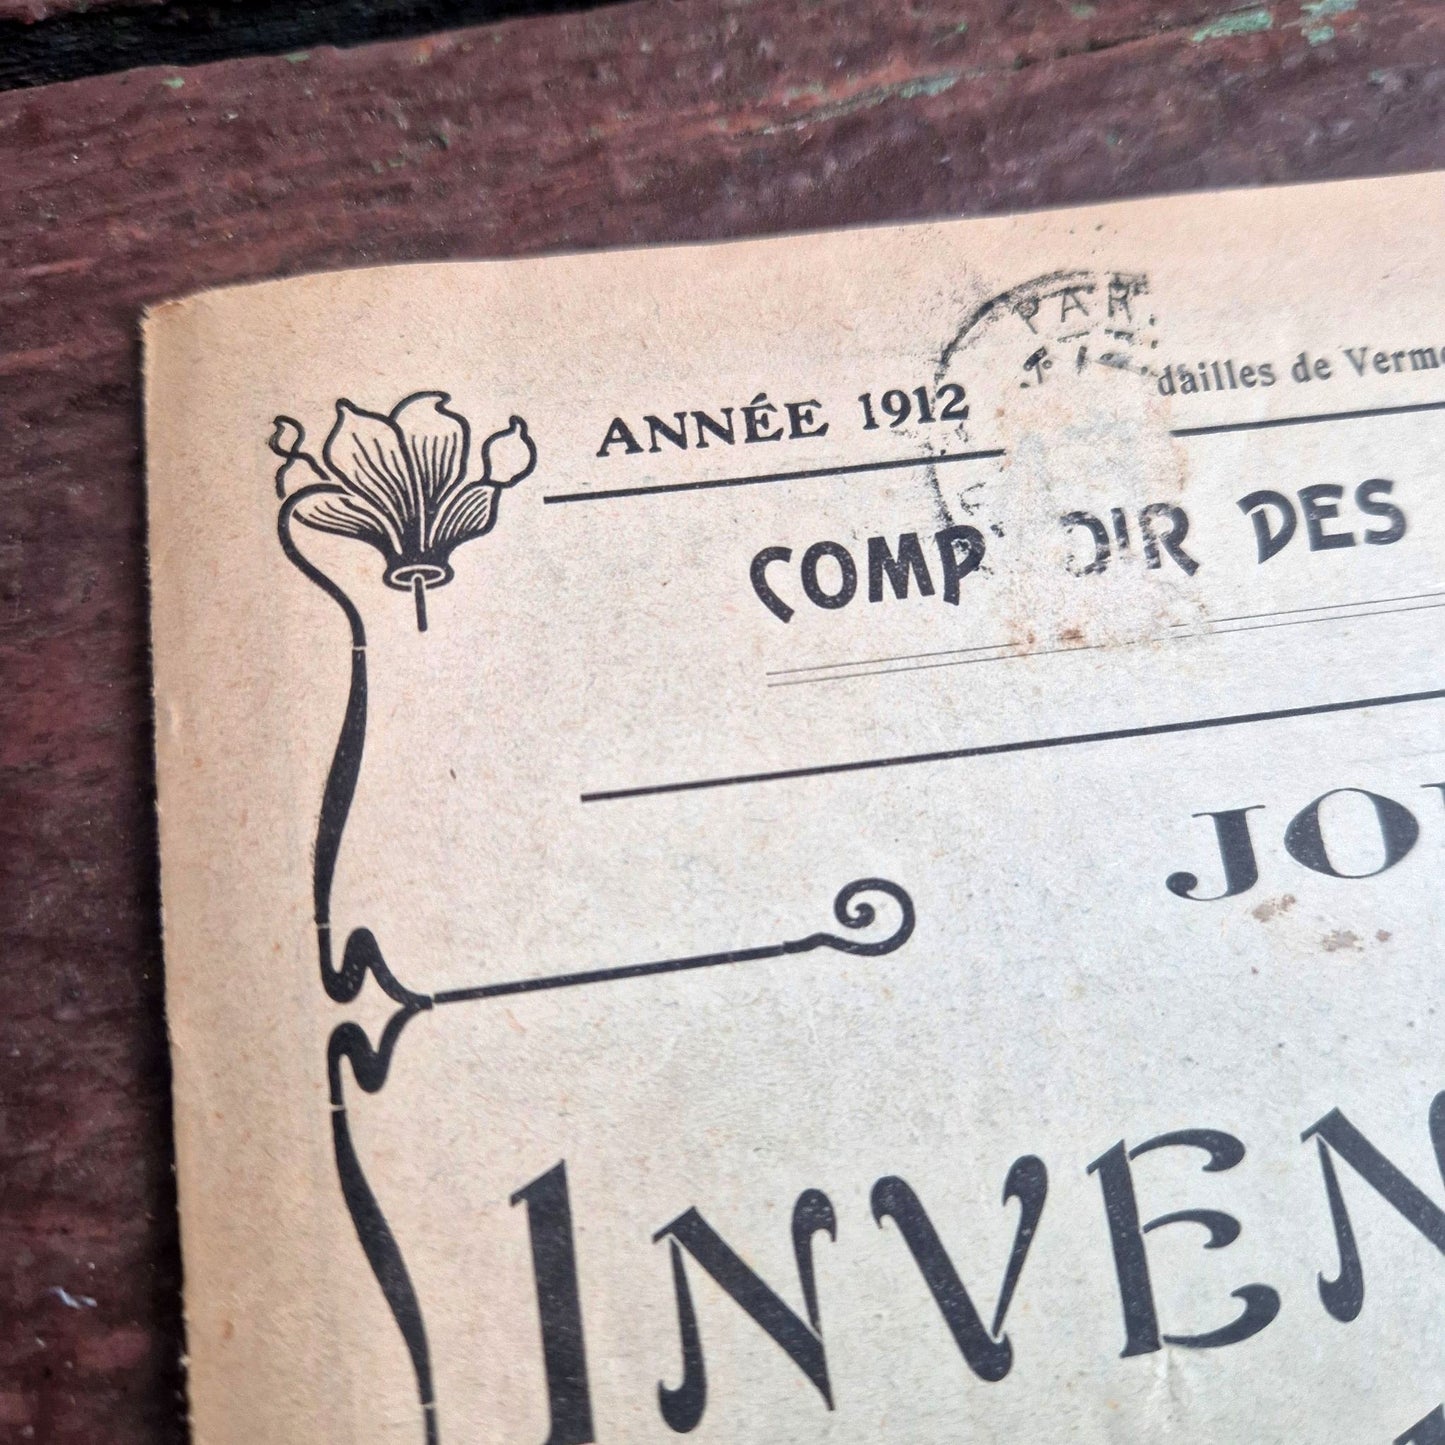 PAR
ANNÉE 1912
dailles de Verme
COMP OIR DES
JO
INVEN